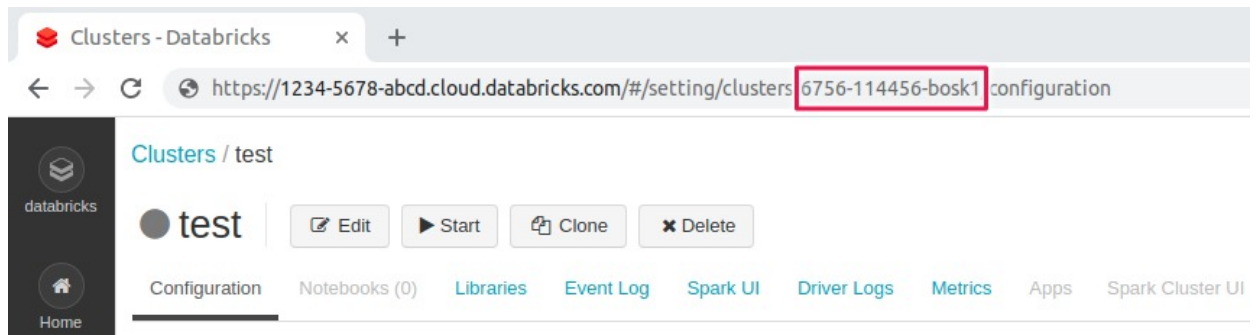 Clusters - Databricks × +
https://1234-5678-abcd.cloud.databricks.com/#/setting/clusters 6756-114456-bosk1 configuration
Clusters / test
databricks
test Edit Start Clone Delete
Configuration Notebooks (0) Libraries Event Log Spark UI Driver Logs Metrics Apps Spark Cluster UI
Home